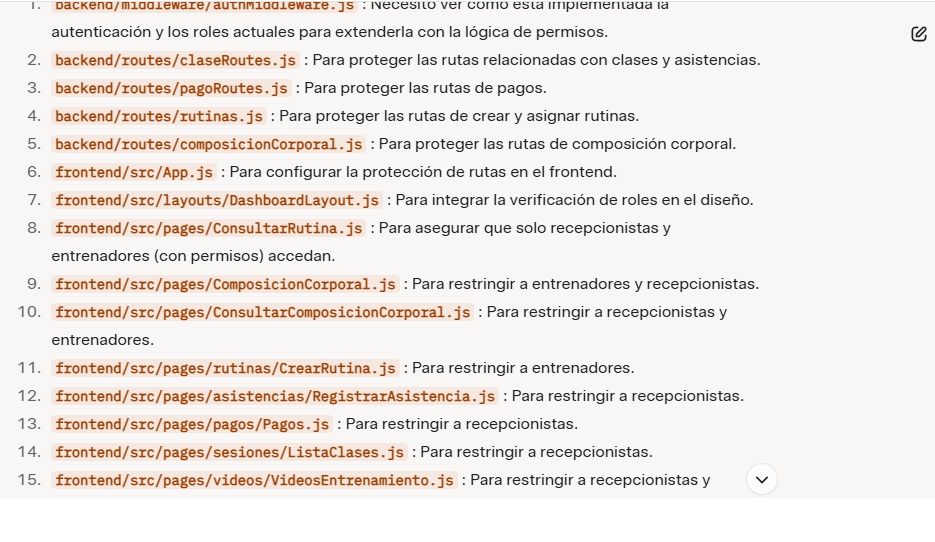 1. backend/middleware/authMiddleware.js : Necesito ver cómo está implementada la
autenticación y los roles actuales para extenderla con la lógica de permisos.
2. backend/routes/claseRoutes.js : Para proteger las rutas relacionadas con clases y asistencias.
3. backend/routes/pagoRoutes.js : Para proteger las rutas de pagos.
4. backend/routes/rutinas.js : Para proteger las rutas de crear y asignar rutinas.
5. backend/routes/composicionCorporal.js : Para proteger las rutas de composición corporal.
6. frontend/src/App.js : Para configurar la protección de rutas en el frontend.
7. frontend/src/layouts/DashboardLayout.js : Para integrar la verificación de roles en el diseño.
8. frontend/src/pages/ConsultarRutina.js : Para asegurar que solo recepcionistas y
entrenadores (con permisos) accedan.
9. frontend/src/pages/ComposicionCorporal.js : Para restringir a entrenadores y recepcionistas.
10. frontend/src/pages/ConsultarComposicionCorporal.js : Para restringir a recepcionistas y
entrenadores.
11. frontend/src/pages/rutinas/CrearRutina.js : Para restringir a entrenadores.
12. frontend/src/pages/asistencias/RegistrarAsistencia.js : Para restringir a recepcionistas.
13. frontend/src/pages/pagos/Pagos.js : Para restringir a recepcionistas.
14. frontend/src/pages/sesiones/ListaClases.js : Para restringir a recepcionistas.
15. frontend/src/pages/videos/VideosEntrenamiento.js : Para restringir a recepcionistas y